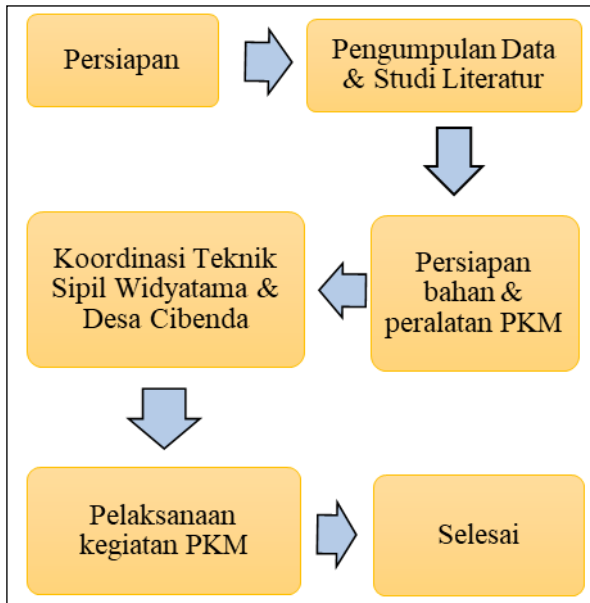 Persiapan
Pengumpulan Data
& Studi Literatur
Persiapan
bahan &
peralatan PKM
Koordinasi Teknik
Sipil Widyatama &
Desa Cibenda
Pelaksanaan
kegiatan PKM
Selesai